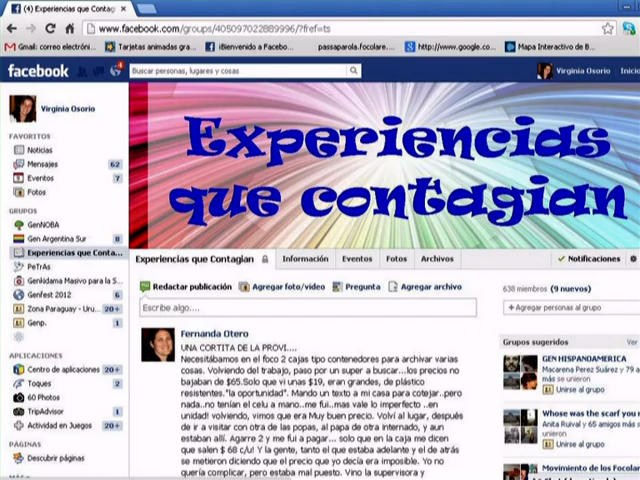 (4) Experiencias que Contag
www.facebook.com/groups/405097022889996/?fref=ts
Gmail: correo electróni...
Tarjetas animadas gra...
¡Bienvenido a Facebo...
passaparola.focolare....
http://www.google.co...
Mapa Interactivo de B...
facebook
4
Buscar personas, lugares y cosas
Virginia Osorio
Inicio
Virginia Osorio
FAVORITOS
Noticias
Mensajes 62
Eventos 7
Fotos
GRUPOS
GenNOBA
Gen Argentina Sur 8
Experiencias que Conta...
PeTrAs
GenKidama Masivo para la S...
Genfest 2012 6
Zona Paraguay - Uru... 20+
Genp. 1
APLICACIONES
Centro de aplicaciones 20+
Toques 2
60 Photos
TripAdvisor 1
Actividad en Juegos 20+
PÁGINAS
Descubrir páginas
Experiencias
que contagian
Experiencias que Contagian
Información
Eventos
Fotos
Archivos
Notificaciones
Redactar publicación
Agregar foto/video
Pregunta
Agregar archivo
Escribe algo....
Fernanda Otero
UNA CORTITA DE LA PROVI....
Necesitábamos en el foco 2 cajas tipo contenedores para archivar varias
cosas. Volviendo del trabajo, paso por un super a buscar...los precios no
bajaban de $65.Solo que vi unas $19, eran grandes, de plástico
resistentes."la oportunidad". Mando un texto a mi casa para cotejar..pero
nada..no tenían el celu a mano..me fui..mas vale lo imperfecto ..en
unidad! volviendo, vimos que era Muy buen precio. Volví al lugar, después
de ir a visitar con otra de las popas, al papa de otra internado, y aun
estaban allí. Agarre 2 y me fui a pagar... solo que en la caja me dicen
que salen $ 68 c/u! Y la gente, tanto el que estaba adelante y el de atrás
se metieron diciendo que el precio que yo decía era imposible. Yo no
quería complicar, pero estaba mal puesto. Vino la supervisora y
638 miembros (9 nuevos)
+ Agregar personas al grupo
Grupos sugeridos
Ver
GEN HISPANOAMERICA
Macarena Perez Suárez y 79 a
más se unieron
Unirse al grupo
Whose was the scarf you
Anita Ruival y 65 amigos más s
unieron
Unirse al grupo
Movimiento de los Focolar